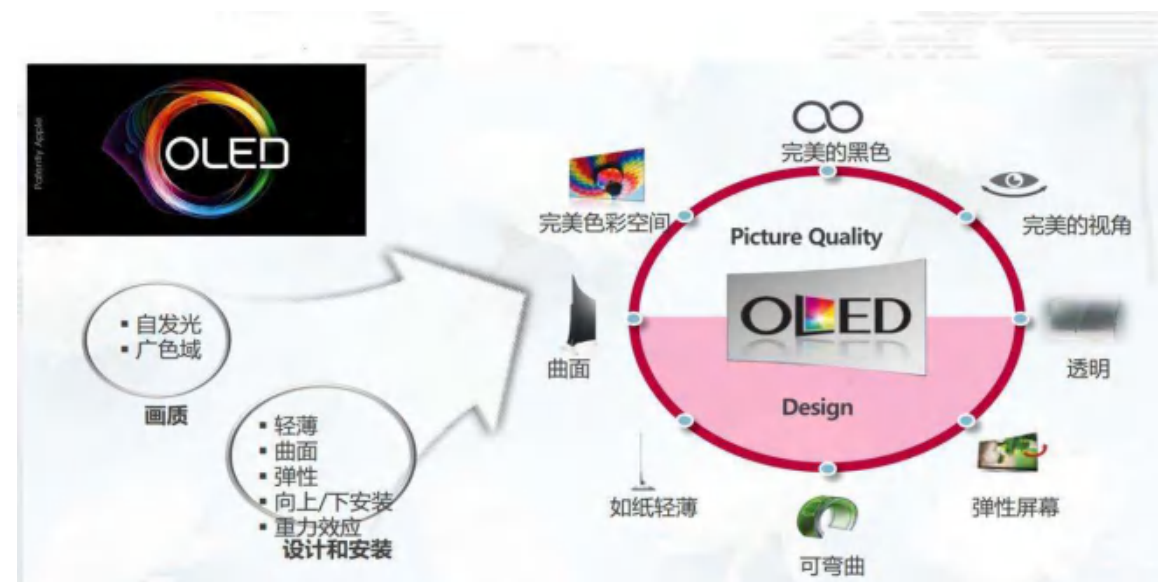 Patently Apple
OLED
▪ 自发光
▪ 广色域
画质
▪ 轻薄
▪ 曲面
▪ 弹性
▪ 向上/下安装
▪ 重力效应
设计和安装
完美的黑色
完美色彩空间
完美的视角
Picture Quality
OLED
曲面
透明
Design
如纸轻薄
弹性屏幕
可弯曲